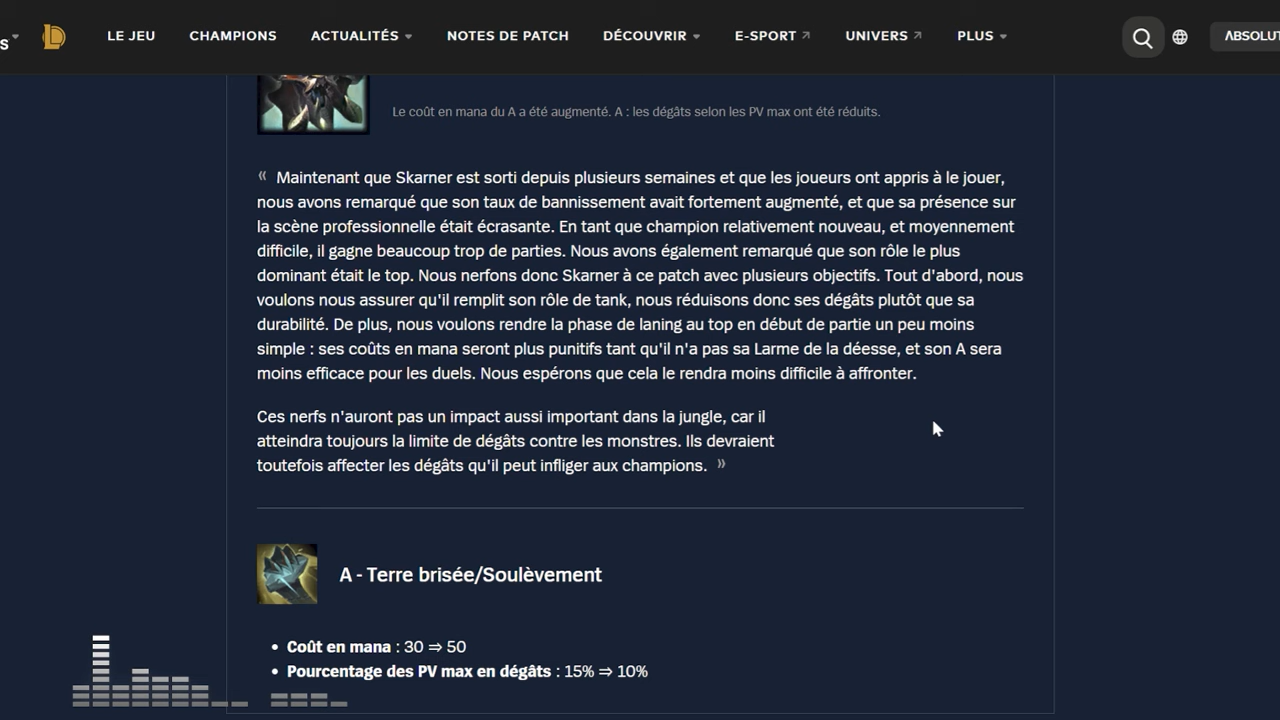 S
LE JEU CHAMPIONS ACTUALITÉS NOTES DE PATCH DÉCOUVRIR E-SPORT UNIVERS PLUS ABSOLUT
Le coût en mana du A a été augmenté. A : les dégâts selon les PV max ont été réduits.
« Maintenant que Skarner est sorti depuis plusieurs semaines et que les joueurs ont appris à le jouer,
nous avons remarqué que son taux de bannissement avait fortement augmenté, et que sa présence sur
la scène professionnelle était écrasante. En tant que champion relativement nouveau, et moyennement
difficile, il gagne beaucoup trop de parties. Nous avons également remarqué que son rôle le plus
dominant était le top. Nous nerfons donc Skarner à ce patch avec plusieurs objectifs. Tout d'abord, nous
voulons nous assurer qu'il remplit son rôle de tank, nous réduisons donc ses dégâts plutôt que sa
durabilité. De plus, nous voulons rendre la phase de laning au top en début de partie un peu moins
simple : ses coûts en mana seront plus punitifs tant qu'il n'a pas sa Larme de la déesse, et son A sera
moins efficace pour les duels. Nous espérons que cela le rendra moins difficile à affronter.
Ces nerfs n'auront pas un impact aussi important dans la jungle, car il
atteindra toujours la limite de dégâts contre les monstres. Ils devraient
toutefois affecter les dégâts qu'il peut infliger aux champions. »
A - Terre brisée/Soulèvement
• Coût en mana : 30 ⇒ 50
• Pourcentage des PV max en dégâts : 15% ⇒ 10%